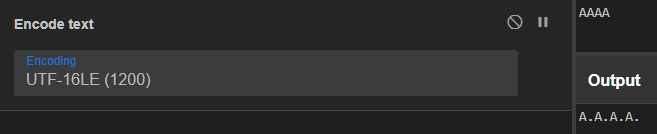 Encode text
Encoding
UTF-16LE (1200)
AAAA
Output
A.A.A.A.